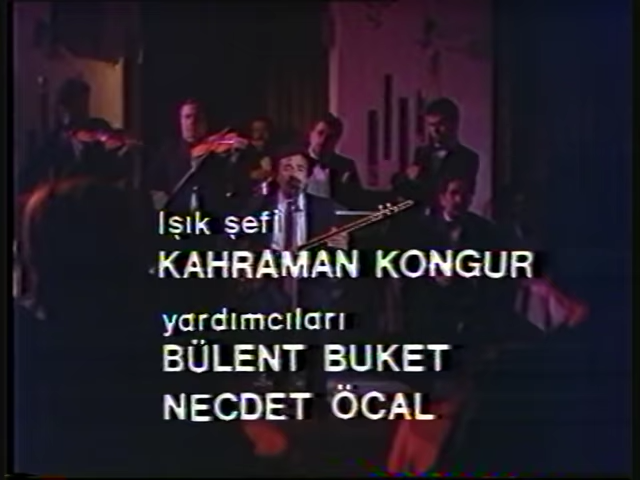 Işık şefi
KAHRAMAN KONGUR
yardımcıları
BÜLENT BUKET
NECDET ÖCAL